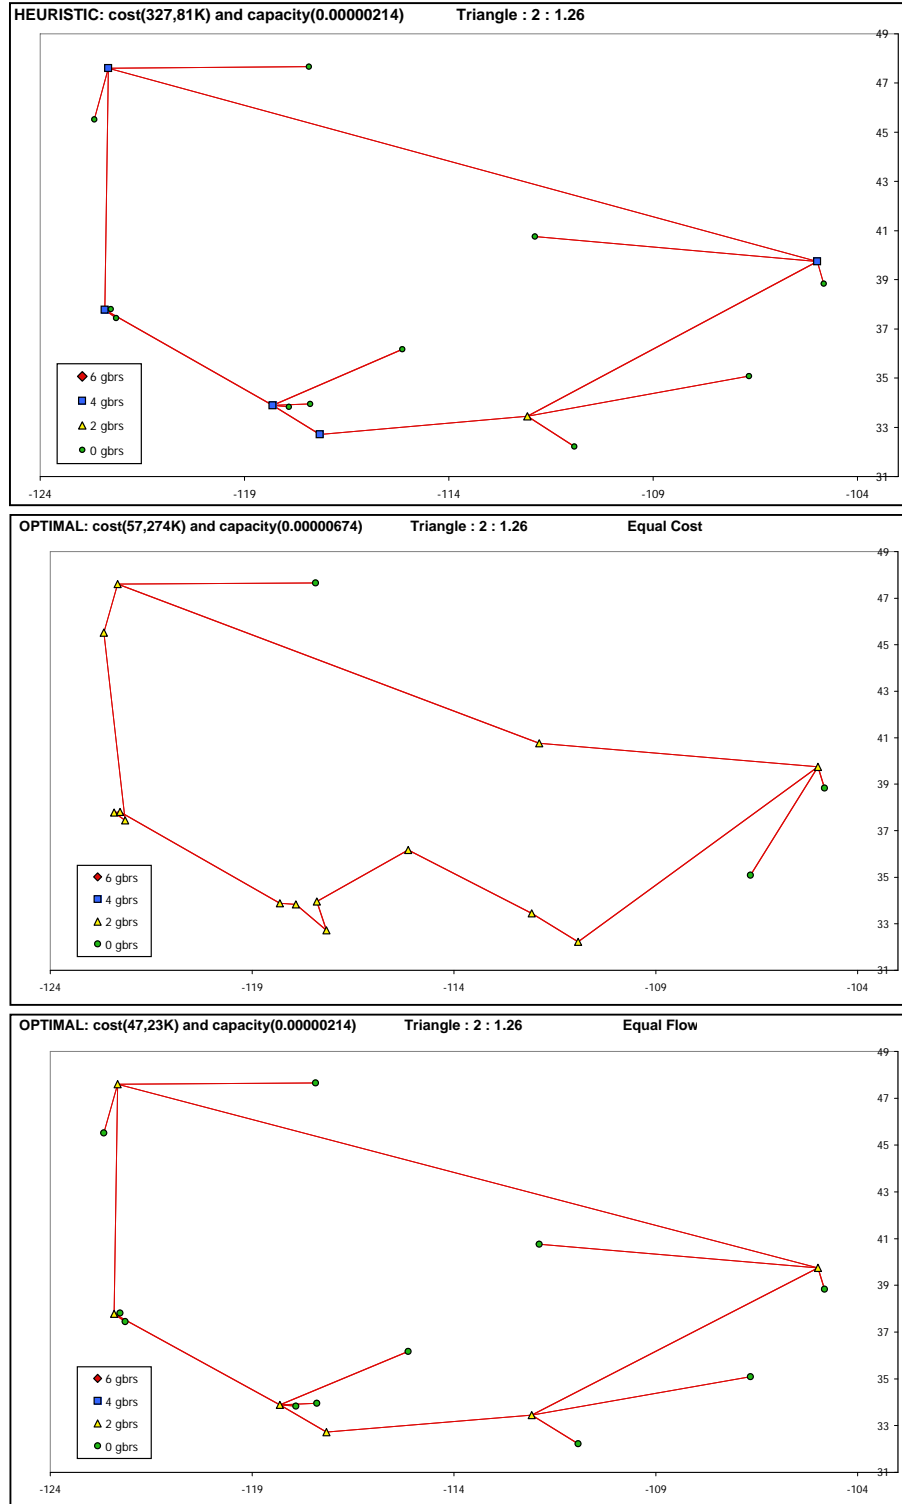 HEURISTIC: cost(327,81K) and capacity(0.00000214) Triangle : 2 : 1.26
49
47
45
43
41
39
37
35
33
31
6 gbrs
4 gbrs
2 gbrs
0 gbrs
-124 -119 -114 -109 -104
OPTIMAL: cost(57,274K) and capacity(0.00000674) Triangle : 2 : 1.26 Equal Cost
49
47
45
43
41
39
37
35
33
31
6 gbrs
4 gbrs
2 gbrs
0 gbrs
-124 -119 -114 -109 -104
OPTIMAL: cost(47,23K) and capacity(0.00000214) Triangle : 2 : 1.26 Equal Flow
49
47
45
43
41
39
37
35
33
31
6 gbrs
4 gbrs
2 gbrs
0 gbrs
-124 -119 -114 -109 -104